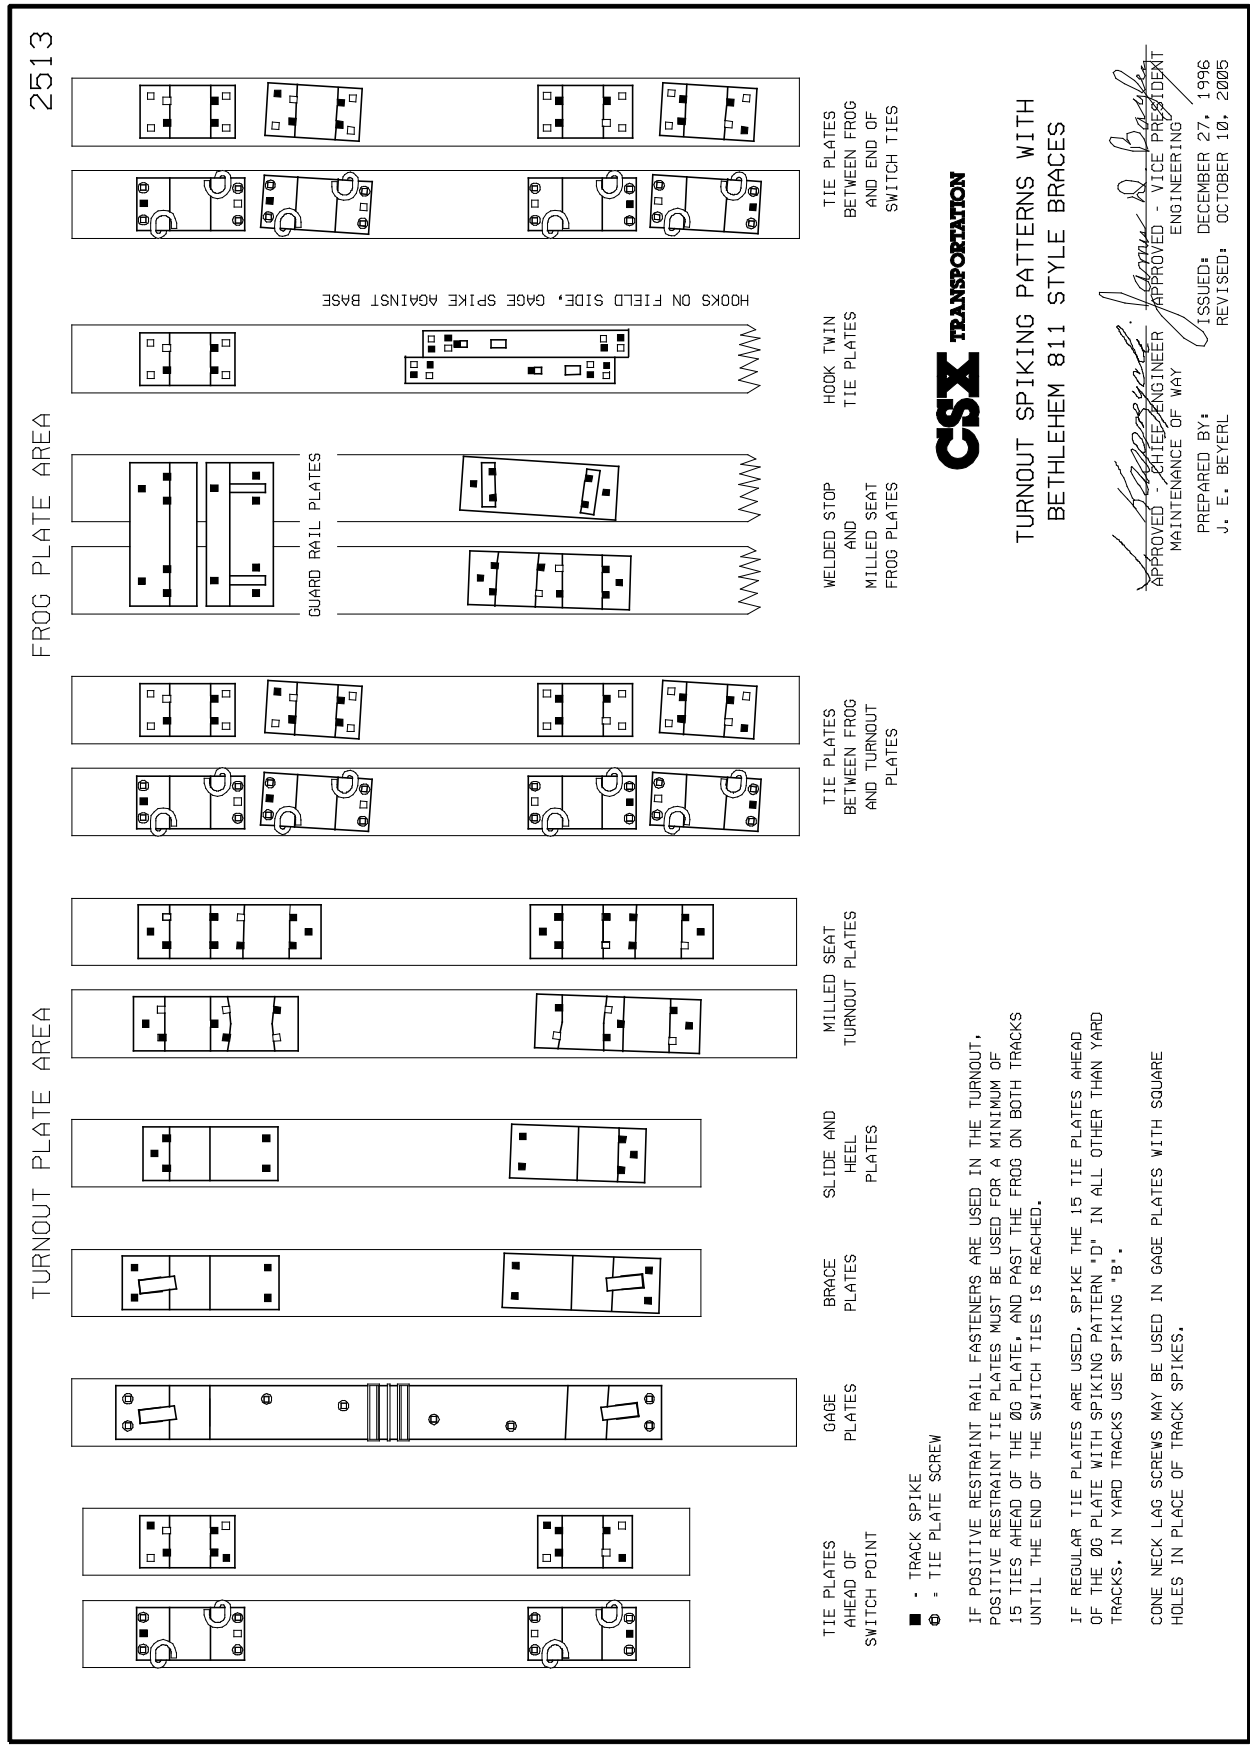 2513
TURNOUT PLATE AREA
FROG PLATE AREA
GUARD RAIL PLATES
HOOKS ON FIELD SIDE, GAGE SPIKE AGAINST BASE
TIE PLATES
AHEAD OF
SWITCH POINT
GAGE
PLATES
BRACE
PLATES
SLIDE AND
HEEL
PLATES
MILLED SEAT
TURNOUT PLATES
TIE PLATES
BETWEEN FROG
AND TURNOUT
PLATES
WELDED STOP
AND
MILLED SEAT
FROG PLATES
HOOK TWIN
TIE PLATES
TIE PLATES
BETWEEN FROG
AND END OF
SWITCH TIES
- TRACK SPIKE
= TIE PLATE SCREW
IF POSITIVE RESTRAINT RAIL FASTENERS ARE USED IN THE TURNOUT,
POSITIVE RESTRAINT TIE PLATES MUST BE USED FOR A MINIMUM OF
15 TIES AHEAD OF THE 0G PLATE, AND PAST THE FROG ON BOTH TRACKS
UNTIL THE END OF THE SWITCH TIES IS REACHED.
IF REGULAR TIE PLATES ARE USED, SPIKE THE 15 TIE PLATES AHEAD
OF THE 0G PLATE WITH SPIKING PATTERN "D" IN ALL OTHER THAN YARD
TRACKS. IN YARD TRACKS USE SPIKING "B".
CONE NECK LAG SCREWS MAY BE USED IN GAGE PLATES WITH SQUARE
HOLES IN PLACE OF TRACK SPIKES.
CSX TRANSPORTATION
TURNOUT SPIKING PATTERNS WITH
BETHLEHEM 811 STYLE BRACES
APPROVED - CHIEF ENGINEER
MAINTENANCE OF WAY
APPROVED - VICE PRESIDENT
ENGINEERING
PREPARED BY:
J. E. BEYERL
ISSUED: DECEMBER 27, 1996
REVISED: OCTOBER 10, 2005